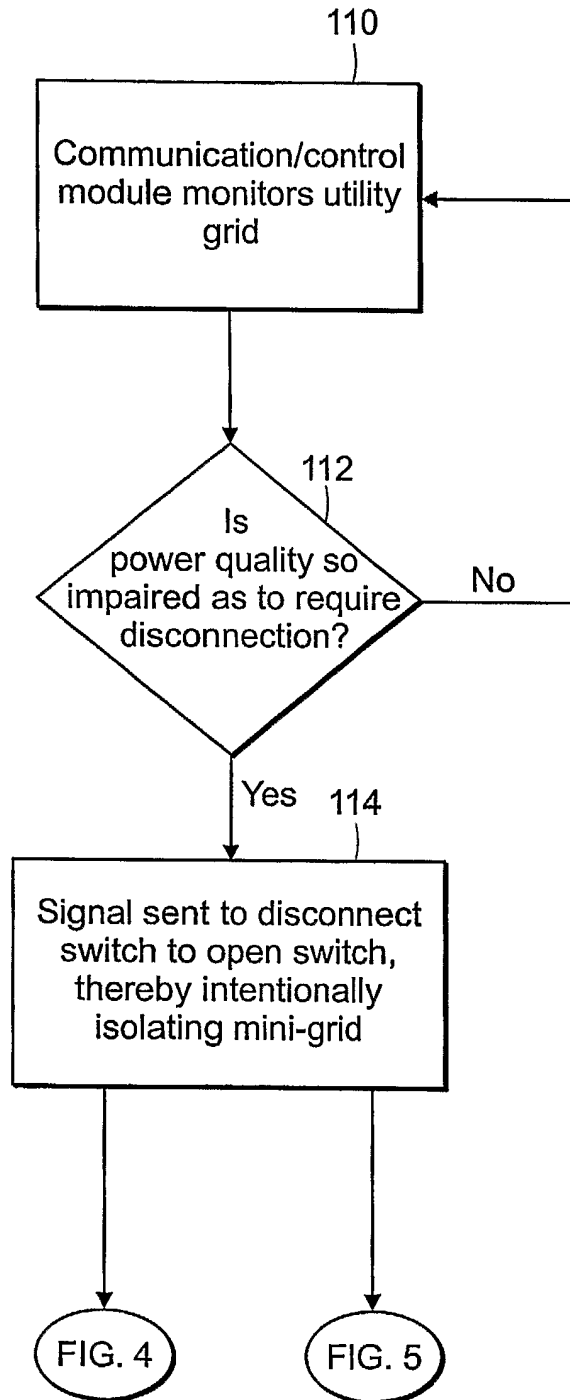 110
Communication/control
module monitors utility
grid
112
Is
power quality so
impaired as to require
disconnection?
No
Yes
114
Signal sent to disconnect
switch to open switch,
thereby intentionally
isolating mini-grid
FIG. 4
FIG. 5